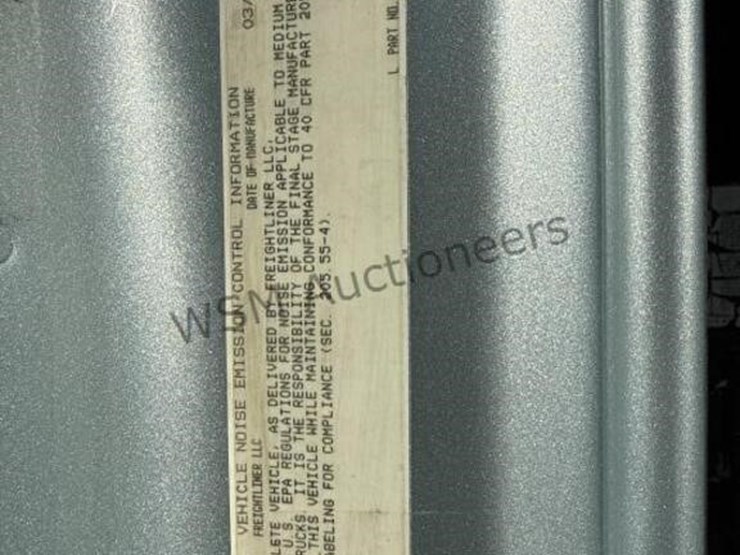 VEHICLE NOISE EMISSION CONTROL INFORMATION
FREIGHTLINER LLC DATE OF MANUFACTURE 03/
LETE VEHICLE, AS DELIVERED BY FREIGHTLINER LLC,
U.S. EPA REGULATIONS FOR NOISE EMISSION APPLICABLE TO MEDIUM
RUCKS. IT IS THE RESPONSIBILITY OF THE FINAL STAGE MANUFACTURE
THIS VEHICLE WHILE MAINTAINING CONFORMANCE TO 40 CFR PART 20
ABELING FOR COMPLIANCE (SEC. 205.55-4).
L PART NO.
WSM Auctioneers